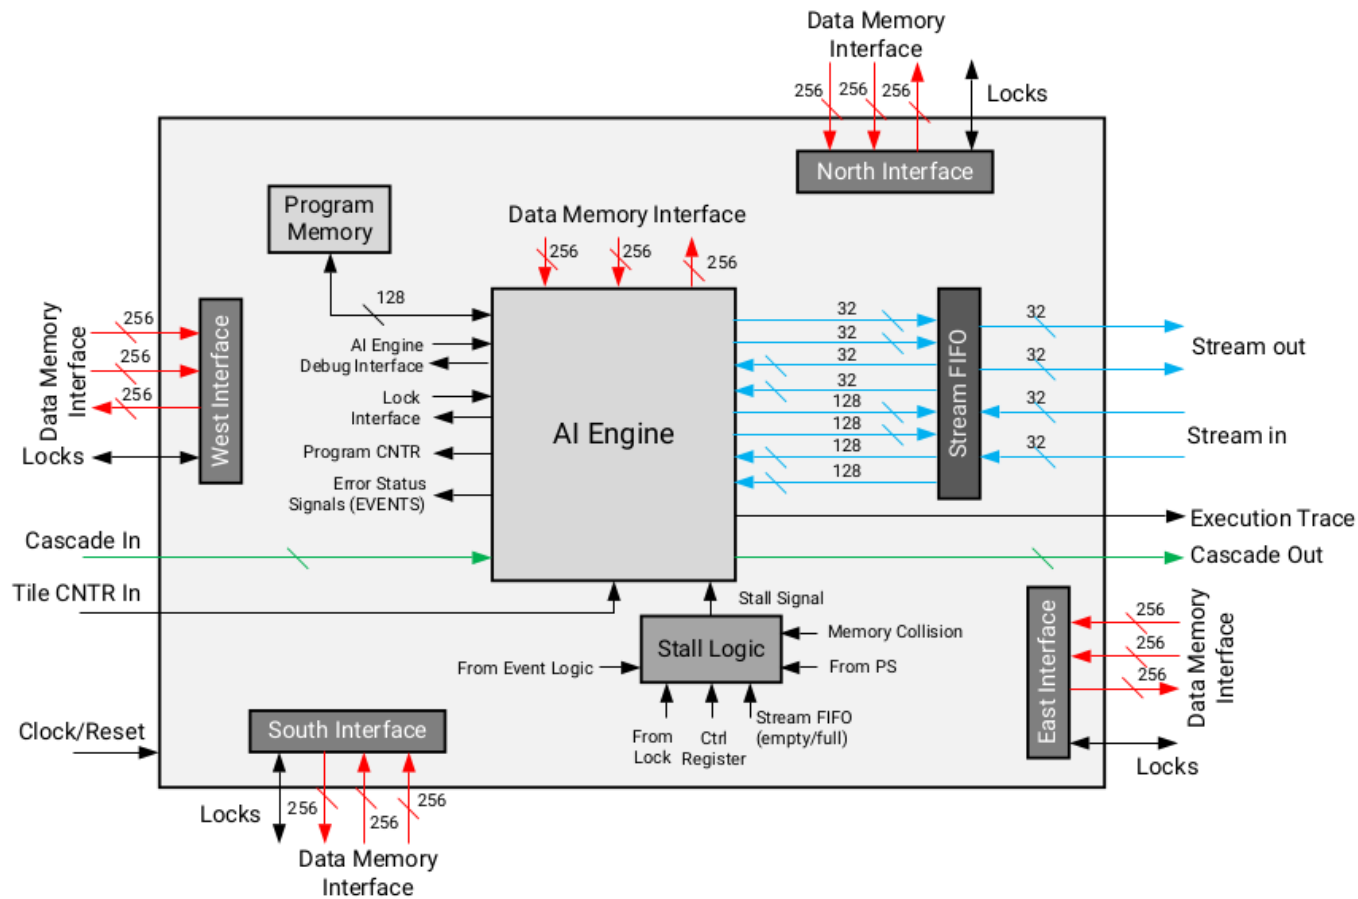 Data Memory
Interface
256
256
256
Locks
North Interface
Program
Memory
Data Memory Interface
256
256
256
128
AI Engine
Debug Interface
Lock
Interface
Program CNTR
Error Status
Signals (EVENTS)
AI Engine
32
32
32
32
128
128
128
128
Stream FIFO
32
32
Stream out
32
32
Stream in
Data Memory
Interface
256
256
256
West Interface
Locks
Cascade In
Tile CNTR In
Execution Trace
Cascade Out
Stall Signal
Stall Logic
Memory Collision
From PS
From Event Logic
From
Lock
Ctrl
Register
Stream FIFO
(empty/full)
East Interface
256
256
256
Data Memory
Interface
Locks
Clock/Reset
South Interface
Locks
256
256
256
Data Memory
Interface